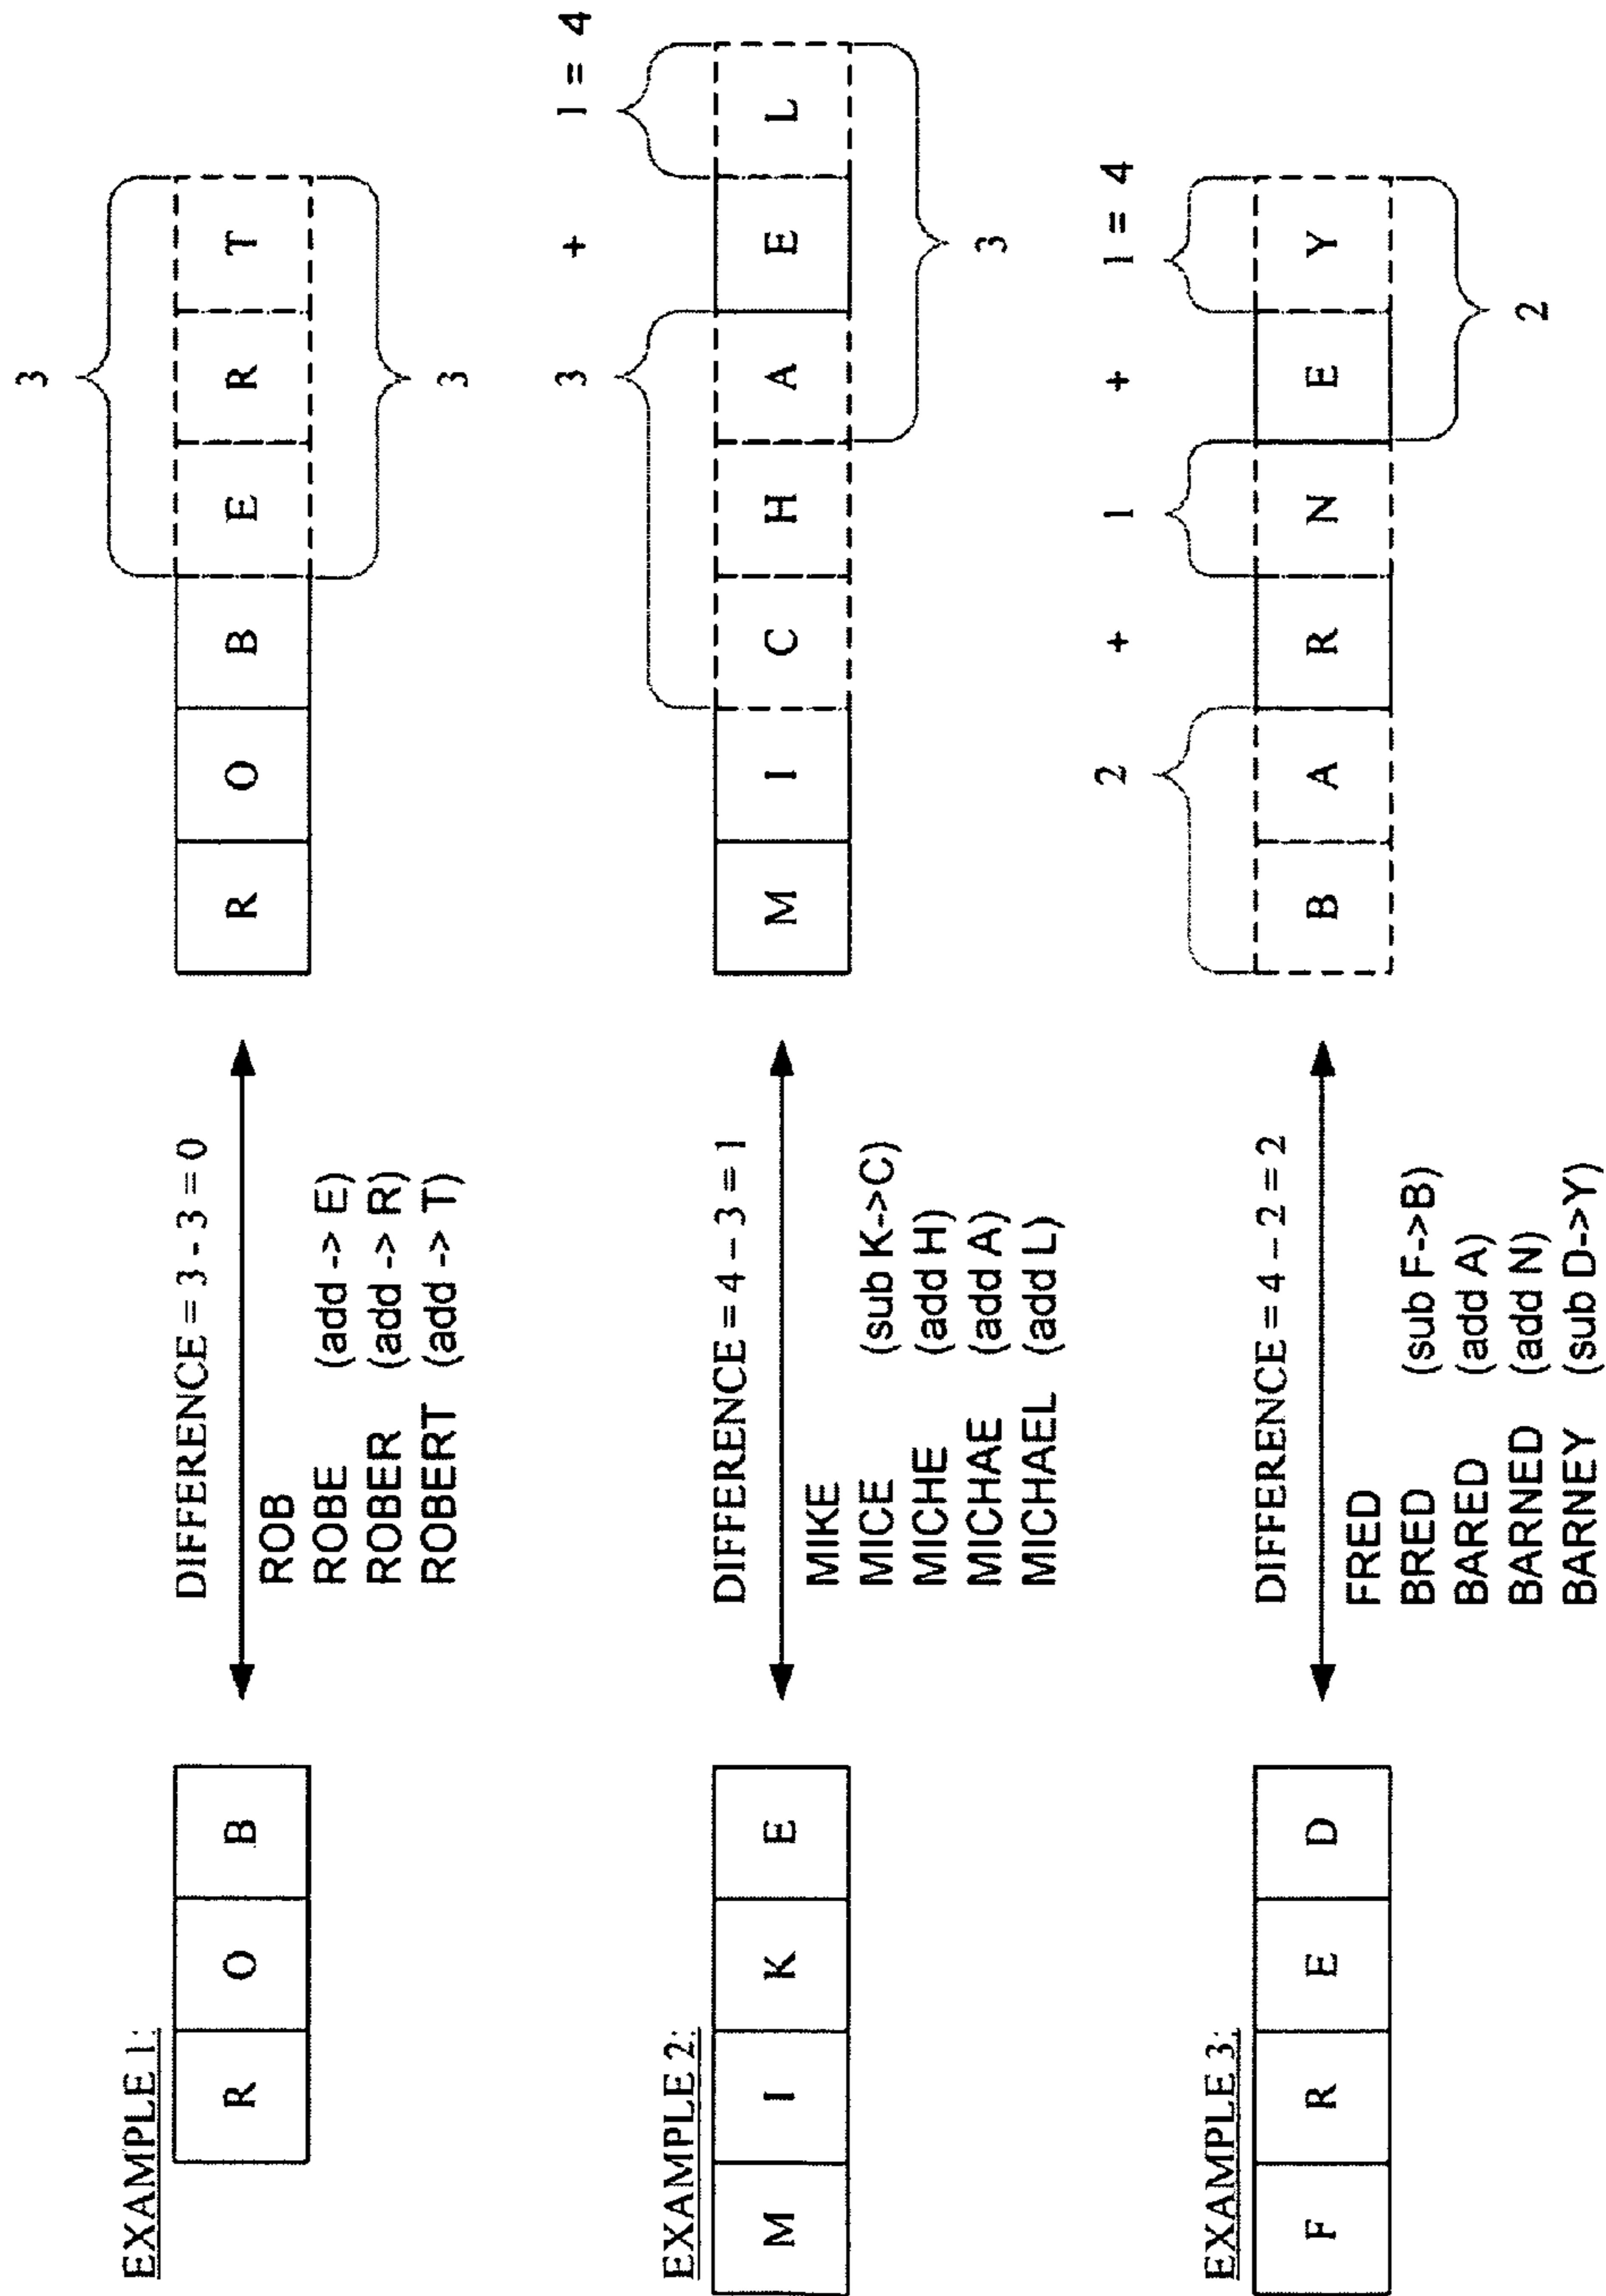 EXAMPLE 1:
R O B
DIFFERENCE = 3 - 3 = 0
ROB
ROBE (add -> E)
ROBER (add -> R)
ROBERT (add -> T)
3
R O B E R T
3
EXAMPLE 2:
M I K E
DIFFERENCE = 4 – 3 = 1
MIKE
MICE (sub K->C)
MICHE (add H)
MICHAE (add A)
MICHAEL (add L)
3 + 1 = 4
M I C H A E L
3
EXAMPLE 3:
F R E D
DIFFERENCE = 4 – 2 = 2
FRED
BRED (sub F->B)
BARED (add A)
BARNED (add N)
BARNEY (sub D->Y)
2 + 1 + 1 = 4
B A R N E Y
2